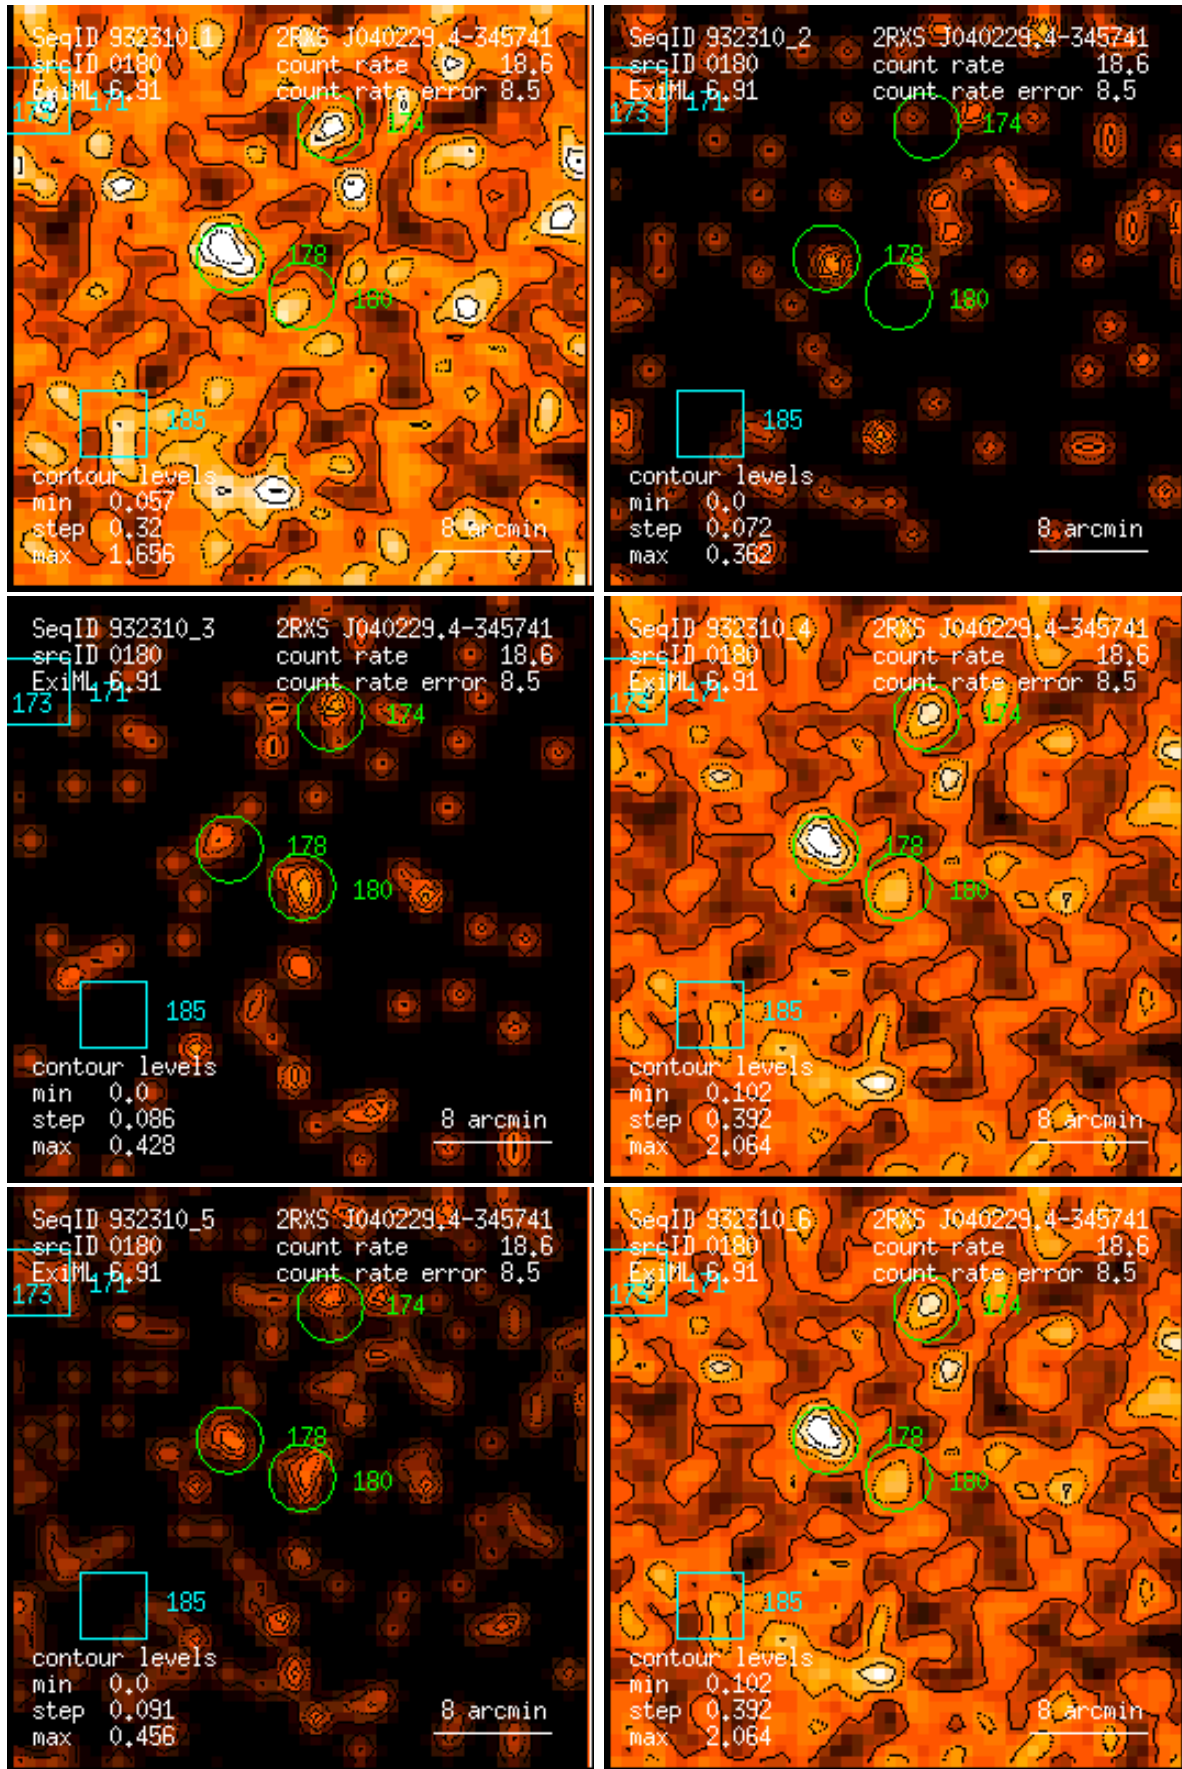 SeqID 932310_1 2RXS J040229.4-345741
srcID 0180 count rate 18.6
ExiML 6.91 count rate error 8.5
173 171 174
178
180
185
contour levels
min 0.057
step 0.32 8 arcmin
max 1.656
SeqID 932310_2 2RXS J040229.4-345741
srcID 0180 count rate 18.6
ExiML 6.91 count rate error 8.5
173 171 174
178
180
185
contour levels
min 0.0
step 0.072 8 arcmin
max 0.362
SeqID 932310_3 2RXS J040229.4-345741
srcID 0180 count rate 18.6
ExiML 6.91 count rate error 8.5
173 171 174
178
180
185
contour levels
min 0.0
step 0.086 8 arcmin
max 0.428
SeqID 932310_4 2RXS J040229.4-345741
srcID 0180 count rate 18.6
ExiML 6.91 count rate error 8.5
173 171 174
178
180
185
contour levels
min 0.102
step 0.392 8 arcmin
max 2.064
SeqID 932310_5 2RXS J040229.4-345741
srcID 0180 count rate 18.6
ExiML 6.91 count rate error 8.5
173 171 174
178
180
185
contour levels
min 0.0
step 0.091 8 arcmin
max 0.456
SeqID 932310_6 2RXS J040229.4-345741
srcID 0180 count rate 18.6
ExiML 6.91 count rate error 8.5
173 171 174
178
180
185
contour levels
min 0.102
step 0.392 8 arcmin
max 2.064